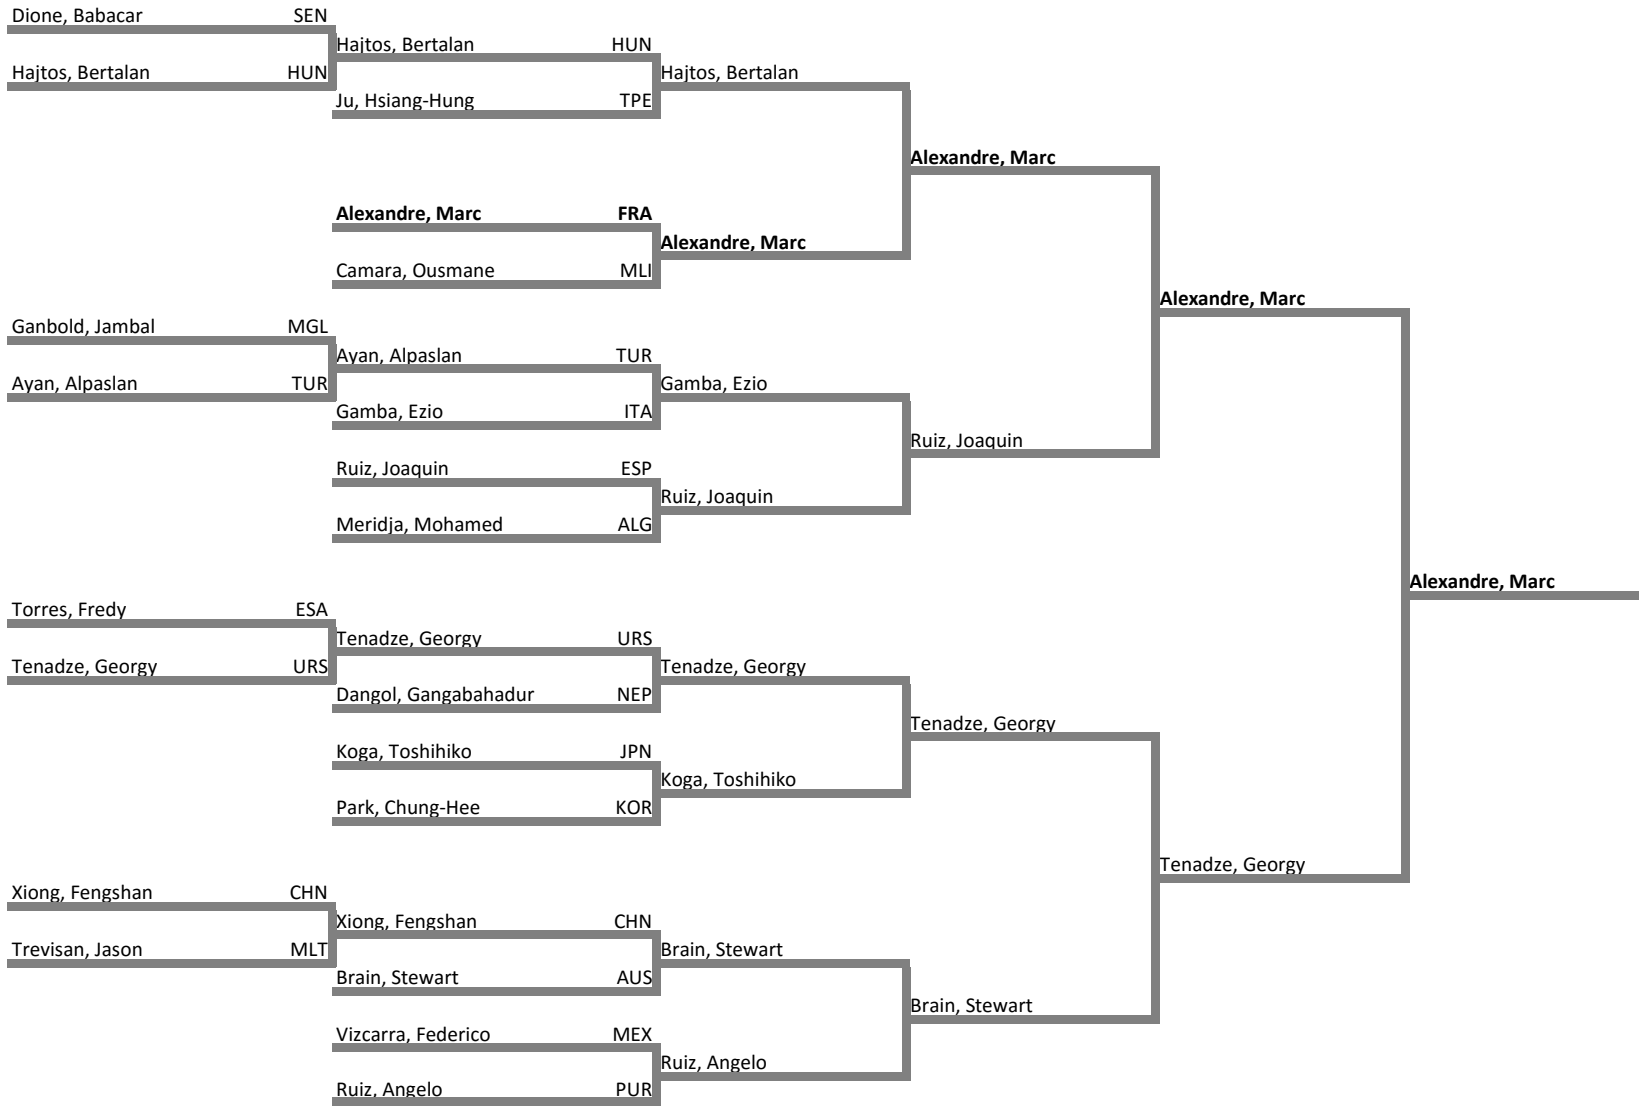 Dione, Babacar SEN
Hajtos, Bertalan HUN
Hajtos, Bertalan HUN
Hajtos, Bertalan
Ju, Hsiang-Hung TPE
Alexandre, Marc
Alexandre, Marc FRA
Alexandre, Marc
Camara, Ousmane MLI
Alexandre, Marc
Ganbold, Jambal MGL
Ayan, Alpaslan TUR
Ayan, Alpaslan TUR
Gamba, Ezio
Gamba, Ezio ITA
Ruiz, Joaquin
Ruiz, Joaquin ESP
Ruiz, Joaquin
Meridja, Mohamed ALG
Alexandre, Marc
Torres, Fredy ESA
Tenadze, Georgy URS
Tenadze, Georgy URS
Tenadze, Georgy
Dangol, Gangabahadur NEP
Tenadze, Georgy
Koga, Toshihiko JPN
Koga, Toshihiko
Park, Chung-Hee KOR
Tenadze, Georgy
Xiong, Fengshan CHN
Xiong, Fengshan CHN
Trevisan, Jason MLT
Brain, Stewart
Brain, Stewart AUS
Brain, Stewart
Vizcarra, Federico MEX
Ruiz, Angelo
Ruiz, Angelo PUR